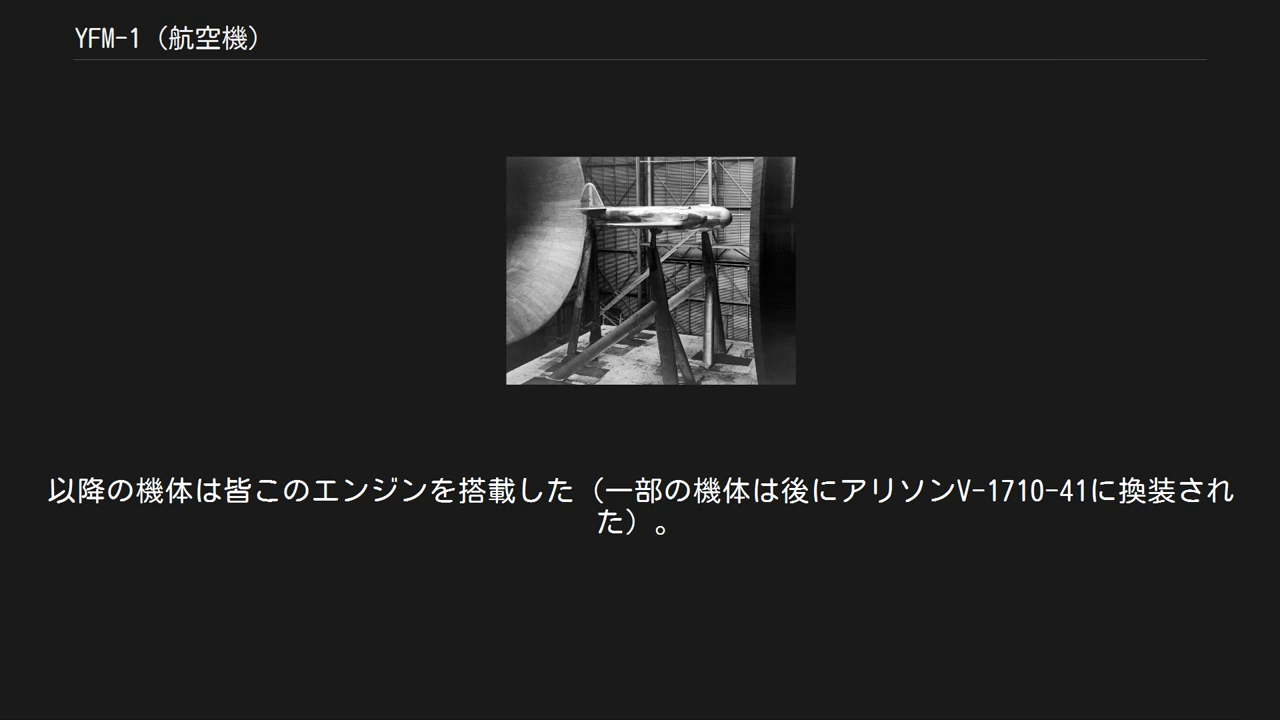 YFM-1（航空機）
以降の機体は皆このエンジンを搭載した（一部の機体は後にアリソンV-1710-41に換装され
た）。